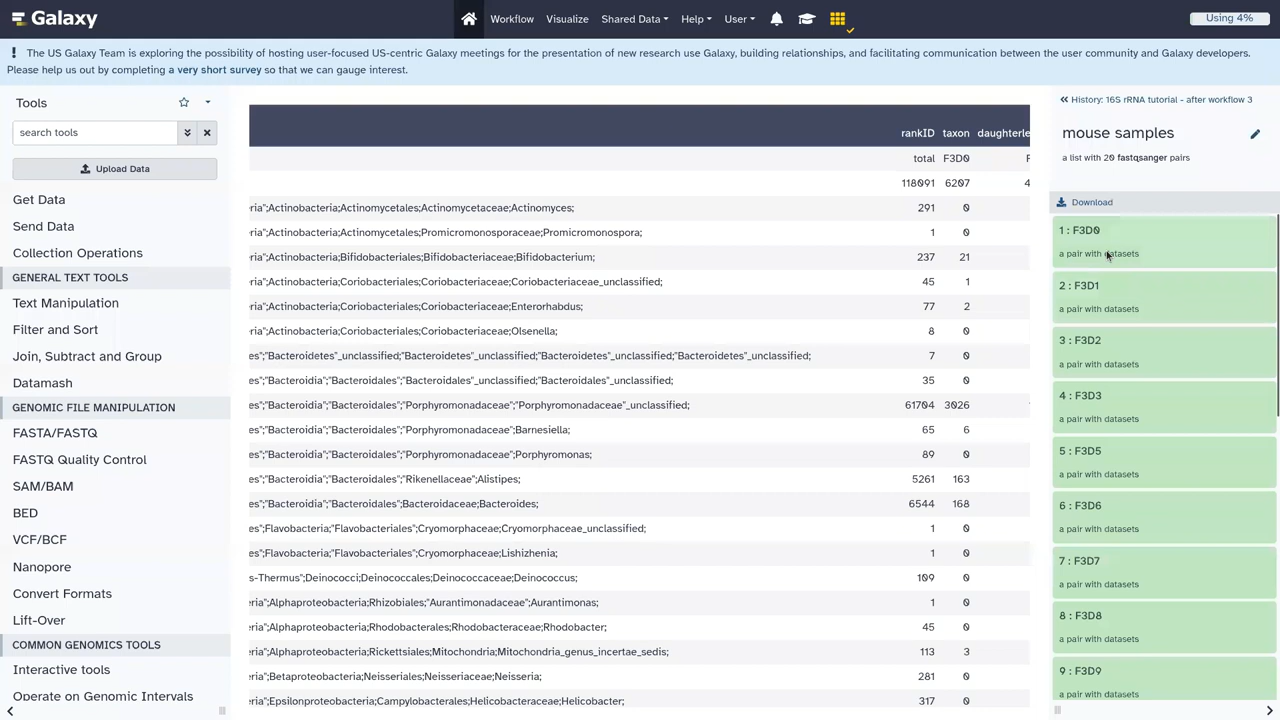 Galaxy
Workflow Visualize Shared Data Help User Using 4%
The US Galaxy Team is exploring the possibility of hosting user-focused US-centric Galaxy meetings for the presentation of new research use Galaxy, building relationships, and facilitating communication between the user community and Galaxy developers.
Please help us out by completing a very short survey so that we can gauge interest.
Tools
search tools
Upload Data
Get Data
Send Data
Collection Operations
GENERAL TEXT TOOLS
Text Manipulation
Filter and Sort
Join, Subtract and Group
Datamash
GENOMIC FILE MANIPULATION
FASTA/FASTQ
FASTQ Quality Control
SAM/BAM
BED
VCF/BCF
Nanopore
Convert Formats
Lift-Over
COMMON GENOMICS TOOLS
Interactive tools
Operate on Genomic Intervals
rankID taxon daughterle
total F3D0 F
118091 6207 4
ria";Actinobacteria;Actinomycetales;Actinomycetaceae;Actinomyces; 291 0
ria";Actinobacteria;Actinomycetales;Promicromonosporaceae;Promicromonospora; 1 0
ria";Actinobacteria;Bifidobacteriales;Bifidobacteriaceae;Bifidobacterium; 237 21
ria";Actinobacteria;Coriobacteriales;Coriobacteriaceae;Coriobacteriaceae_unclassified; 45 1
ria";Actinobacteria;Coriobacteriales;Coriobacteriaceae;Enterorhabdus; 77 2
ria";Actinobacteria;Coriobacteriales;Coriobacteriaceae;Olsenella; 8 0
es";"Bacteroidetes"_unclassified;"Bacteroidetes"_unclassified;"Bacteroidetes"_unclassified;"Bacteroidetes"_unclassified; 7 0
es";"Bacteroidia";"Bacteroidales";"Bacteroidales"_unclassified;"Bacteroidales"_unclassified; 35 0
es";"Bacteroidia";"Bacteroidales";"Porphyromonadaceae";"Porphyromonadaceae"_unclassified; 61704 3026
es";"Bacteroidia";"Bacteroidales";"Porphyromonadaceae";Barnesiella; 65 6
es";"Bacteroidia";"Bacteroidales";"Porphyromonadaceae";Porphyromonas; 89 0
es";"Bacteroidia";"Bacteroidales";"Rikenellaceae";Alistipes; 5261 163
es";"Bacteroidia";"Bacteroidales";Bacteroidaceae;Bacteroides; 6544 168
es";Flavobacteria;"Flavobacteriales";Cryomorphaceae;Cryomorphaceae_unclassified; 1 0
es";Flavobacteria;"Flavobacteriales";Cryomorphaceae;Lishizhenia; 1 0
s-Thermus";Deinococci;Deinococcales;Deinococcaceae;Deinococcus; 109 0
ria";Alphaproteobacteria;Rhizobiales;"Aurantimonadaceae";Aurantimonas; 1 0
ria";Alphaproteobacteria;Rhodobacterales;Rhodobacteraceae;Rhodobacter; 45 0
ria";Alphaproteobacteria;Rickettsiales;Mitochondria;Mitochondria_genus_incertae_sedis; 113 3
ria";Betaproteobacteria;Neisseriales;Neisseriaceae;Neisseria; 281 0
ria";Epsilonproteobacteria;Campylobacterales;Helicobacteraceae;Helicobacter; 317 0
History: 16S rRNA tutorial - after workflow 3
mouse samples
a list with 20 fastqsanger pairs
Download
1 : F3D0
a pair with datasets
2 : F3D1
a pair with datasets
3 : F3D2
a pair with datasets
4 : F3D3
a pair with datasets
5 : F3D5
a pair with datasets
6 : F3D6
a pair with datasets
7 : F3D7
a pair with datasets
8 : F3D8
a pair with datasets
9 : F3D9
a pair with datasets